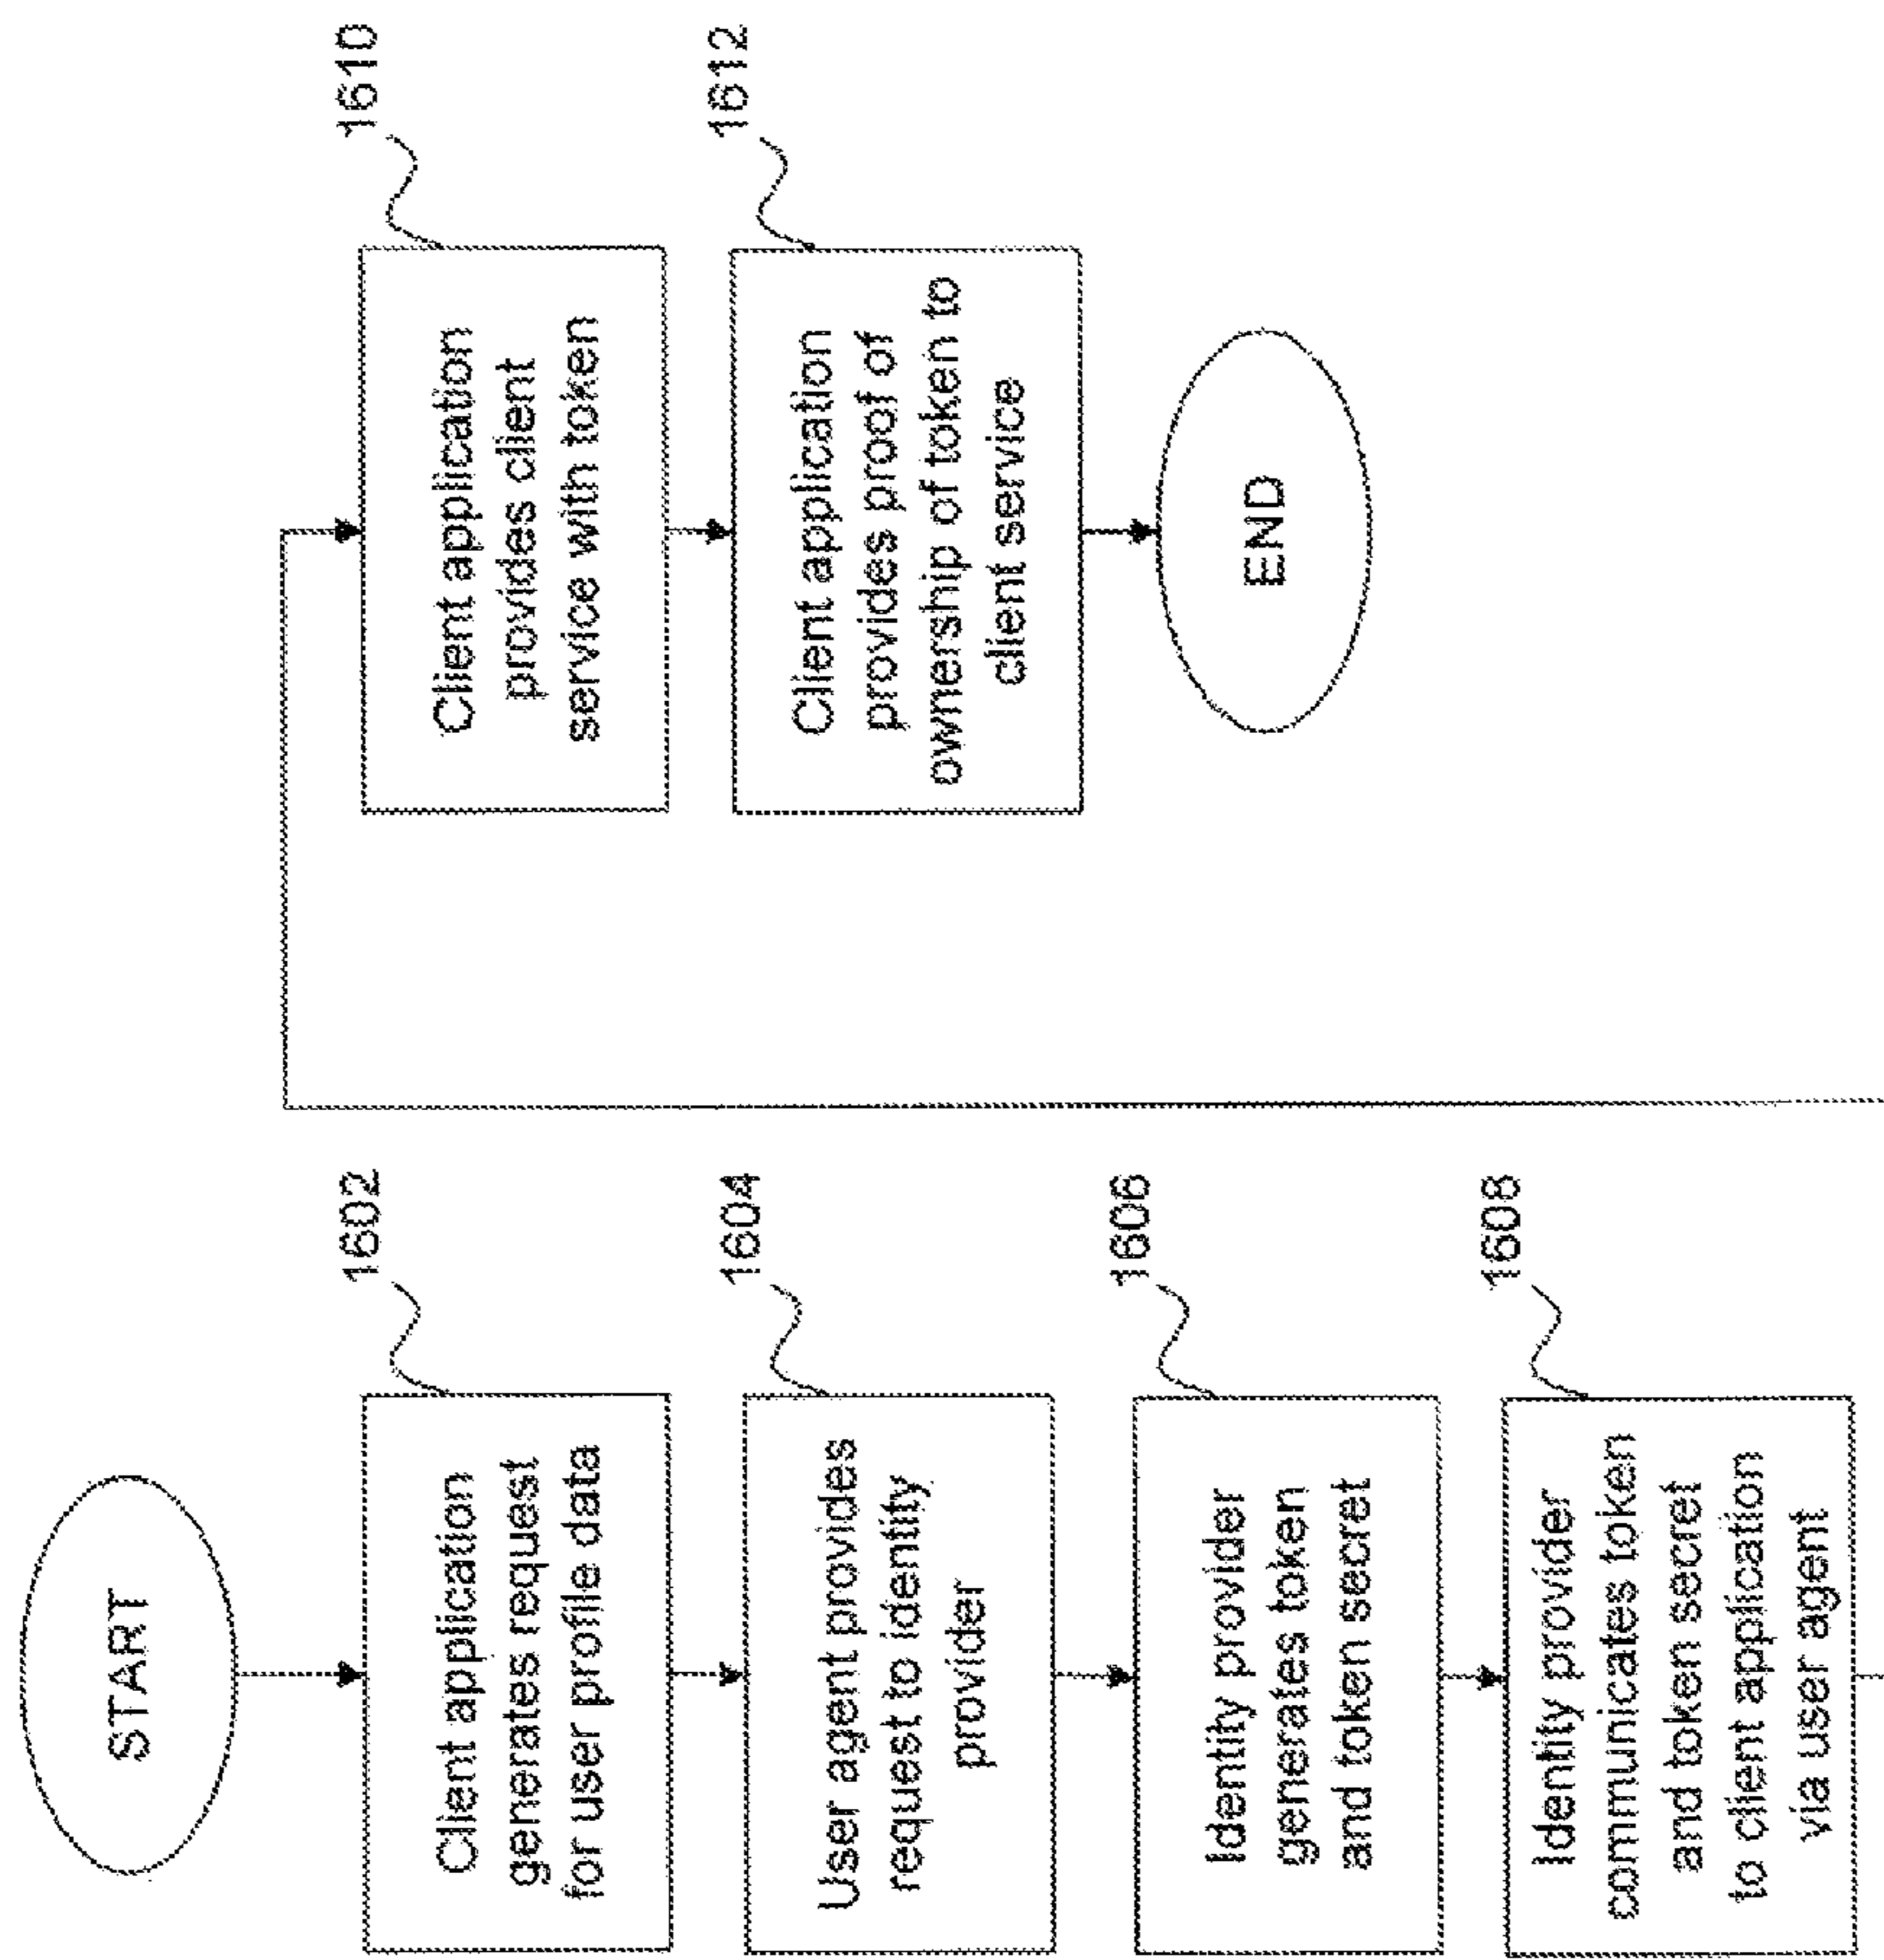 START
1602
Client application
generates request
for user profile data
1604
User agent provides
request to identity
provider
1606
Identity provider
generates token
and token secret
1608
Identity provider
communicates token
and token secret
to client application
via user agent
1610
Client application
provides client
service with token
1612
Client application
provides proof of
ownership of token to
client service
END